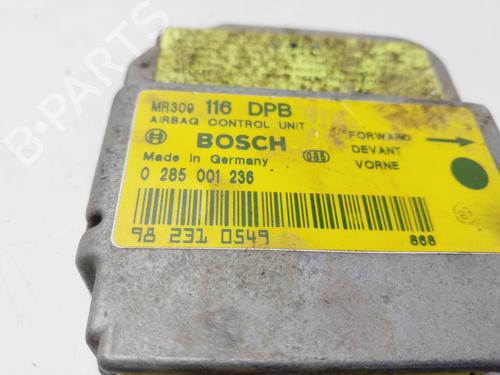 MR309 116 DPB
AIRBAG CONTROL UNIT
BOSCH
Made in Germany
0 285 001 236
FORWARD
DEVANT
VORNE
98 231 0549
868